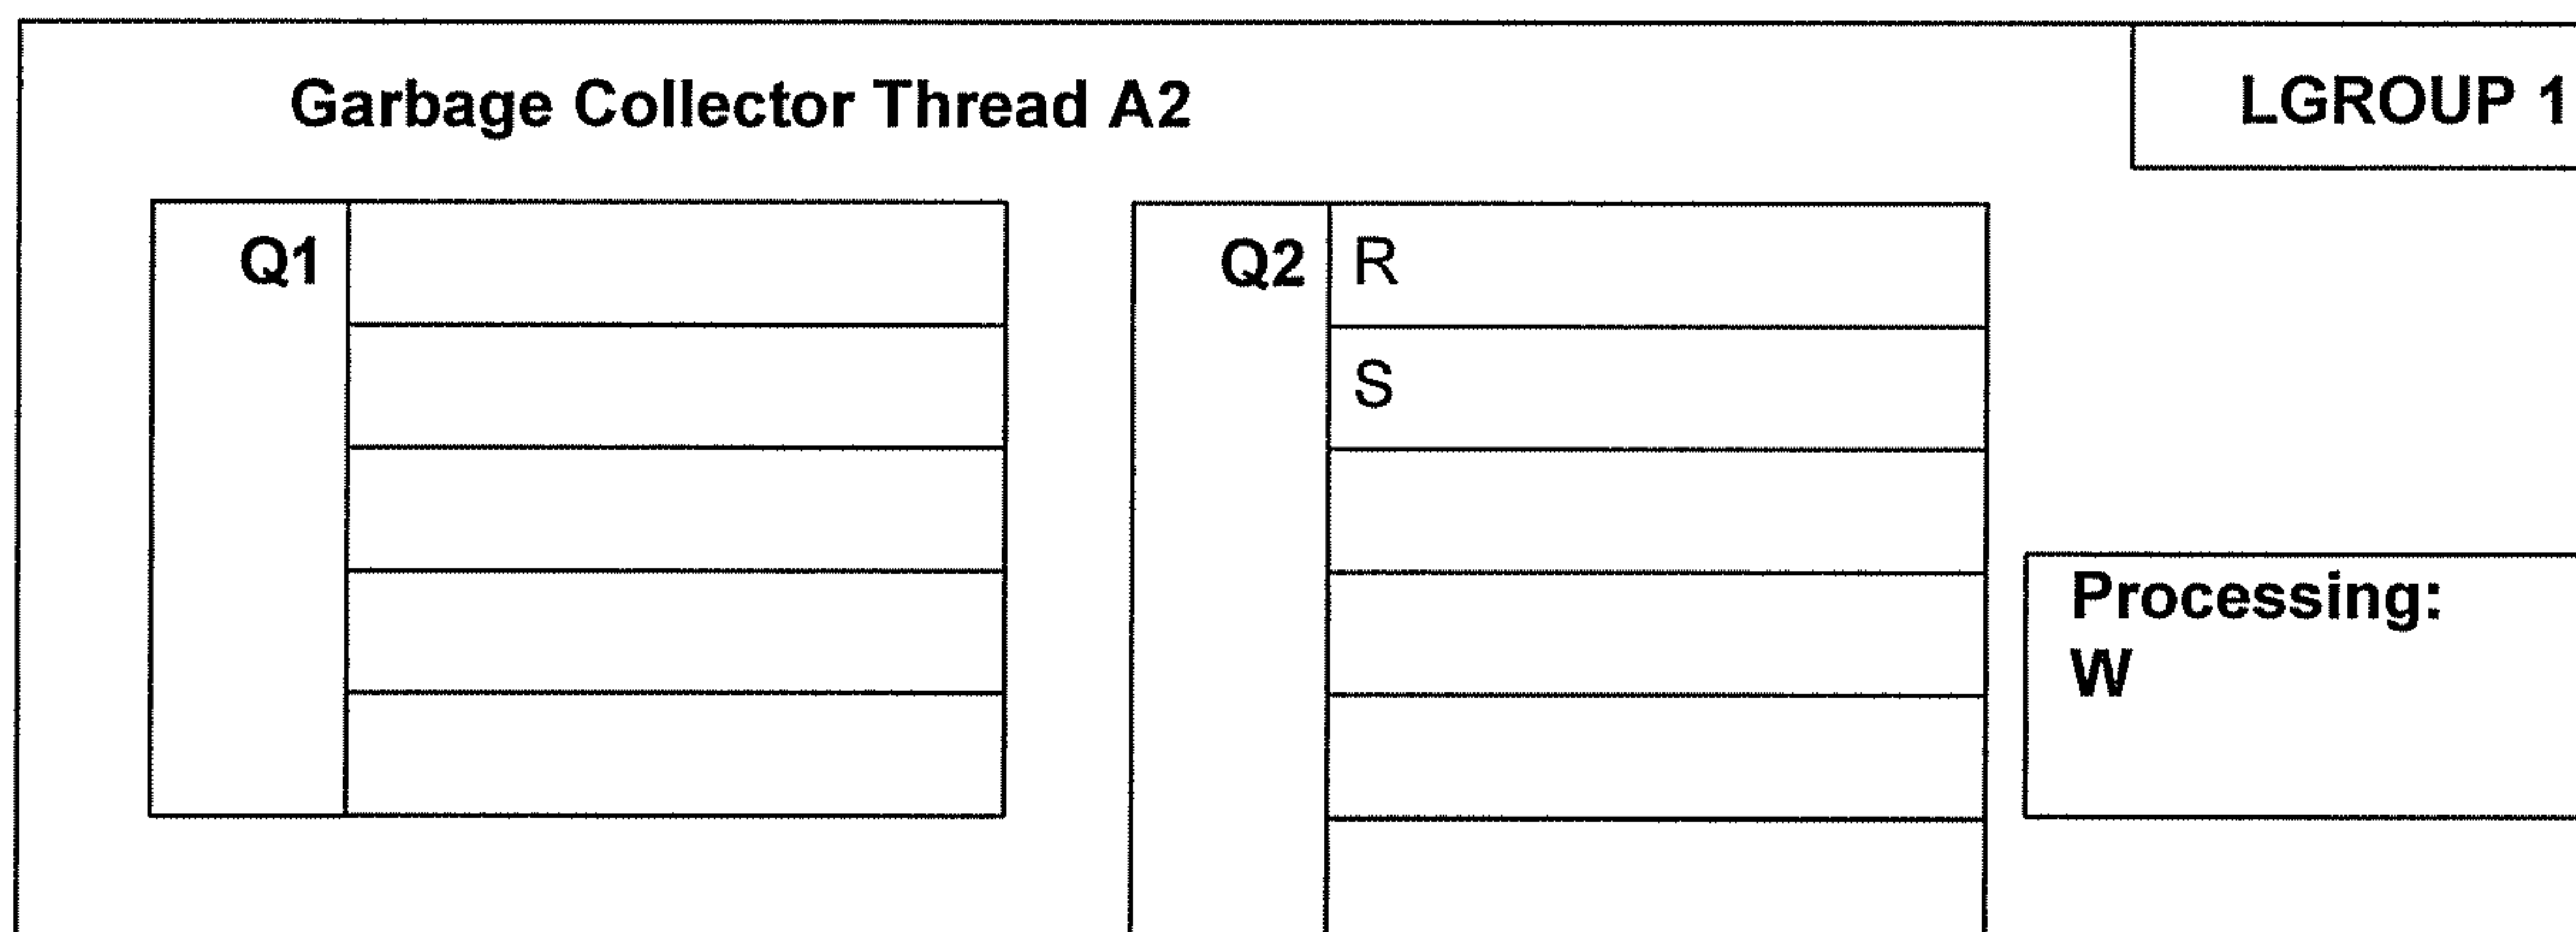 Garbage Collector Thread A2
LGROUP 1
Q1
Q2
R
S
Processing:
W